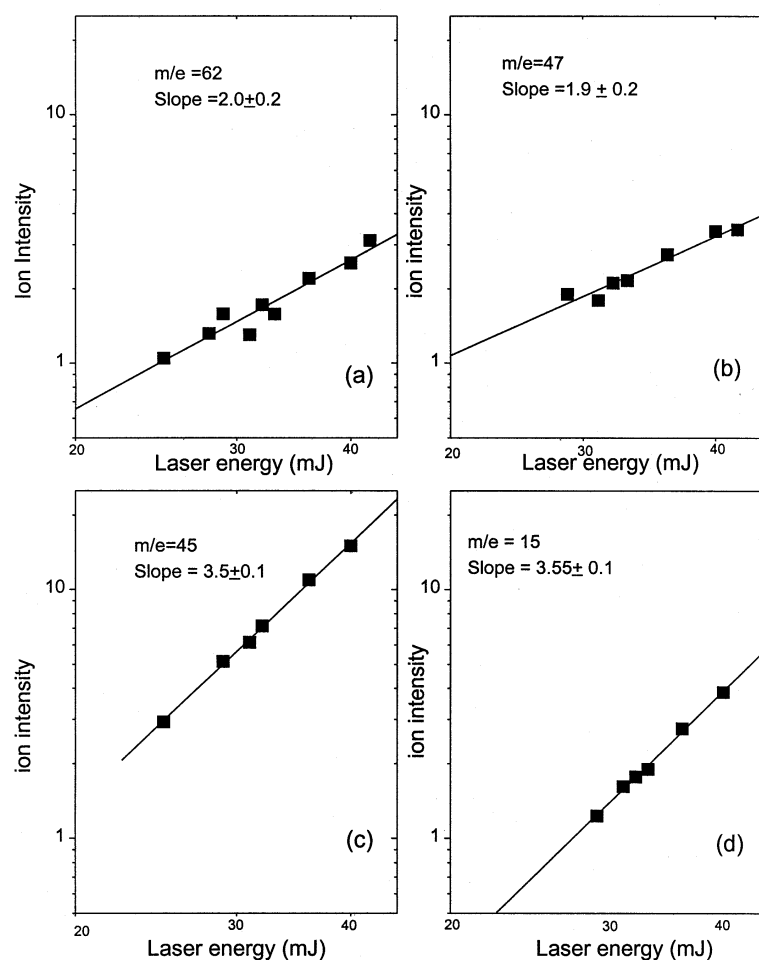 m/e =62
Slope =2.0±0.2
10
1
Ion Intensity
(a)
20
30
40
Laser energy (mJ)
m/e=47
Slope =1.9 ± 0.2
10
1
ion intensity
(b)
20
30
40
Laser energy (mJ)
m/e=45
Slope = 3.5±0.1
10
1
ion intensity
(c)
20
30
40
Laser energy (mJ)
m/e = 15
Slope = 3.55± 0.1
10
1
ion intensity
(d)
20
30
40
Laser energy (mJ)